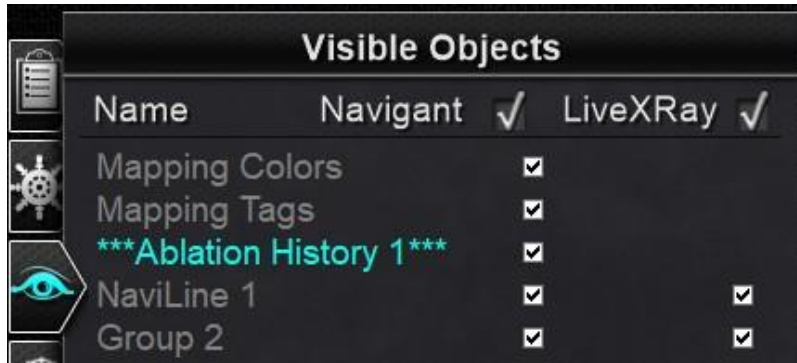 Visible Objects
Name Navigant LiveXRay
Mapping Colors
Mapping Tags
***Ablation History 1***
NaviLine 1
Group 2